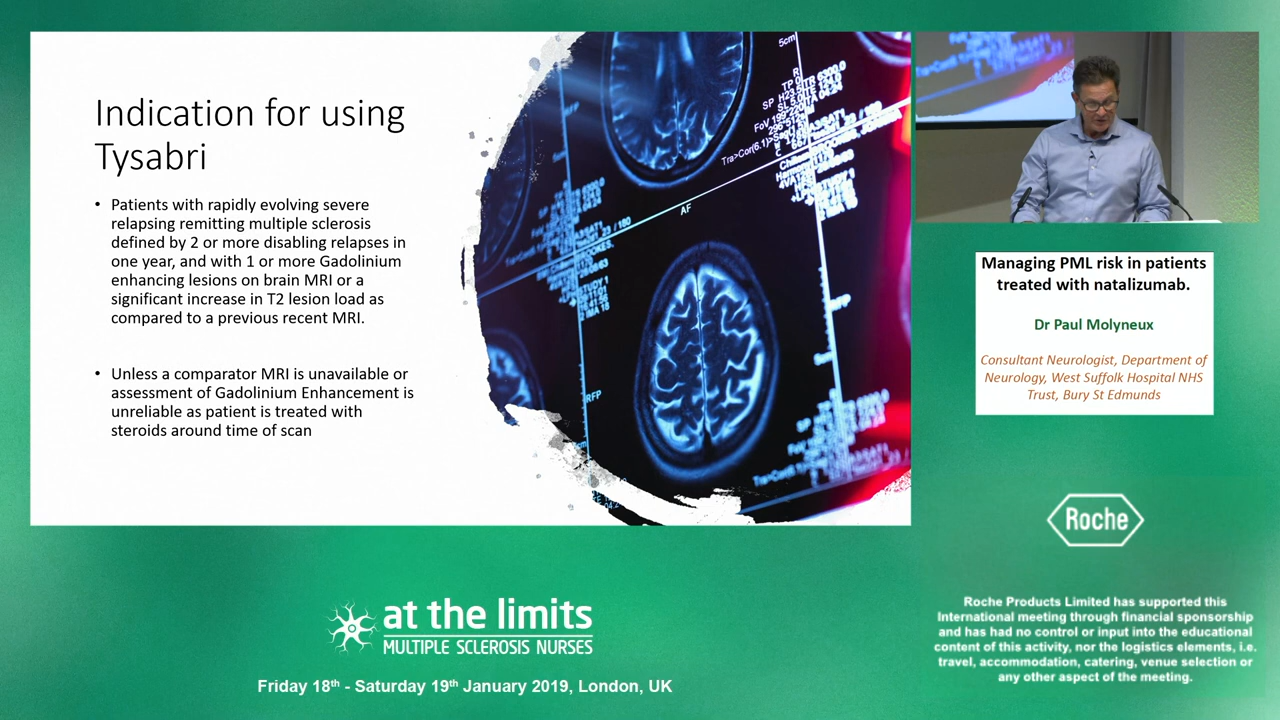 Indication for using
Tysabri
• Patients with rapidly evolving severe
relapsing remitting multiple sclerosis
defined by 2 or more disabling relapses in
one year, and with 1 or more Gadolinium
enhancing lesions on brain MRI or a
significant increase in T2 lesion load as
compared to a previous recent MRI.
• Unless a comparator MRI is unavailable or
assessment of Gadolinium Enhancement is
unreliable as patient is treated with
steroids around time of scan
5cm
R
AF
RFP
Managing PML risk in patients
treated with natalizumab.
Dr Paul Molyneux
Consultant Neurologist, Department of
Neurology, West Suffolk Hospital NHS
Trust, Bury St Edmunds
Roche
Roche Products Limited has supported this
International meeting through financial sponsorship
and has had no control or input into the educational
content of this activity, nor the logistics elements, i.e.
travel, accommodation, catering, venue selection or
any other aspect of the meeting.
at the limits
MULTIPLE SCLEROSIS NURSES
Friday 18th - Saturday 19th January 2019, London, UK